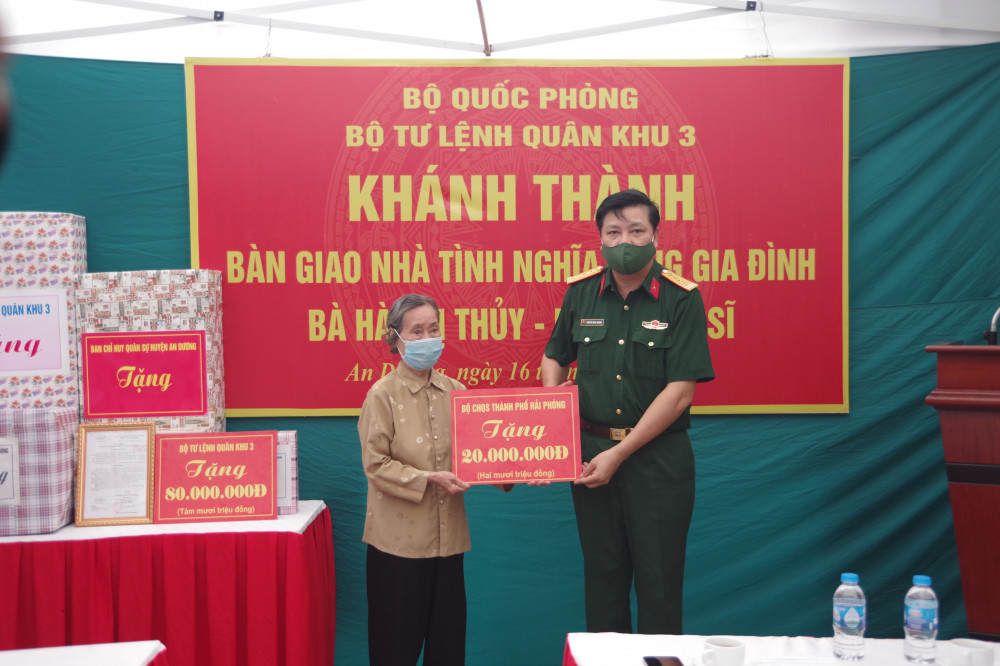 BỘ QUỐC PHÒNG
BỘ TƯ LỆNH QUÂN KHU 3
KHÁNH THÀNH
BÀN GIAO NHÀ TÌNH NGHĨA GIA ĐÌNH
BÀ HÀ THỦY - SĨ
An ngày 16
QUÂN KHU 3
BAN CHỈ HUY QUÂN SỰ HUYỆN AN DƯƠNG
Tặng
BỘ TƯ LỆNH QUÂN KHU 3
Tặng
80.000.000Đ
(Tám mươi triệu đồng)
BỘ CHQS THÀNH PHỐ HẢI PHÒNG
Tặng
20.000.000Đ
(Hai mươi triệu đồng)